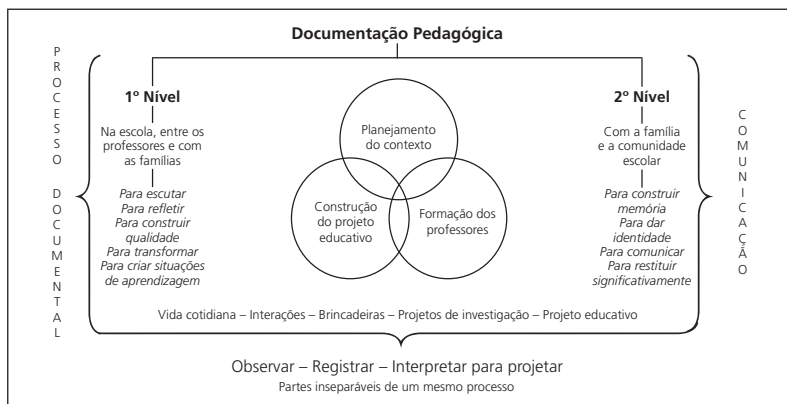 Documentação Pedagógica
PROCESSO DOCUMENTAL
1º Nível
Na escola, entre os
professores e com
as famílias
Para escutar
Para refletir
Para construir
qualidade
Para transformar
Para criar situações
de aprendizagem
Planejamento
do contexto
Construção
do projeto
educativo
Formação dos
professores
2º Nível
Com a família
e a comunidade
escolar
Para construir
memória
Para dar
identidade
Para comunicar
Para restituir
significativamente
COMUNICAÇÃO
Vida cotidiana – Interações – Brincadeiras – Projetos de investigação – Projeto educativo
Observar – Registrar – Interpretar para projetar
Partes inseparáveis de um mesmo processo